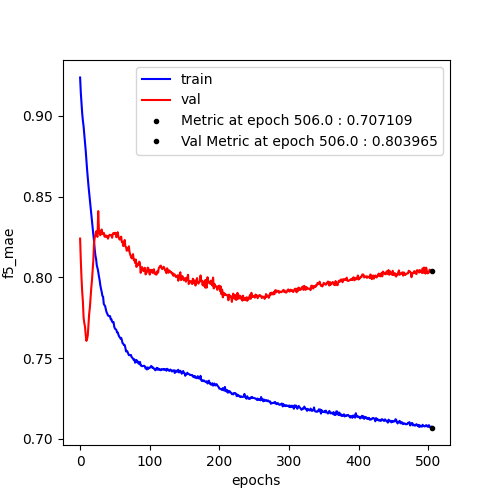 train
val
Metric at epoch 506.0 : 0.707109
Val Metric at epoch 506.0 : 0.803965
f5_mae
0.90
0.85
0.80
0.75
0.70
0
100
200
300
400
500
epochs